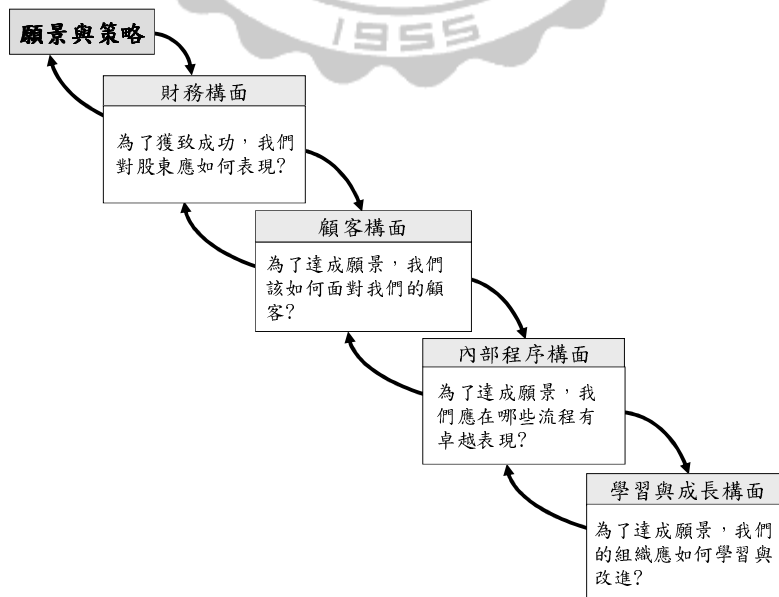 1955
願景與策略
財務構面
為了獲致成功，我們
對股東應如何表現?
顧客構面
為了達成願景，我們
該如何面對我們的顧
客?
內部程序構面
為了達成願景，我
們應在哪些流程有
卓越表現?
學習與成長構面
為了達成願景，我們
的組織應如何學習與
改進?